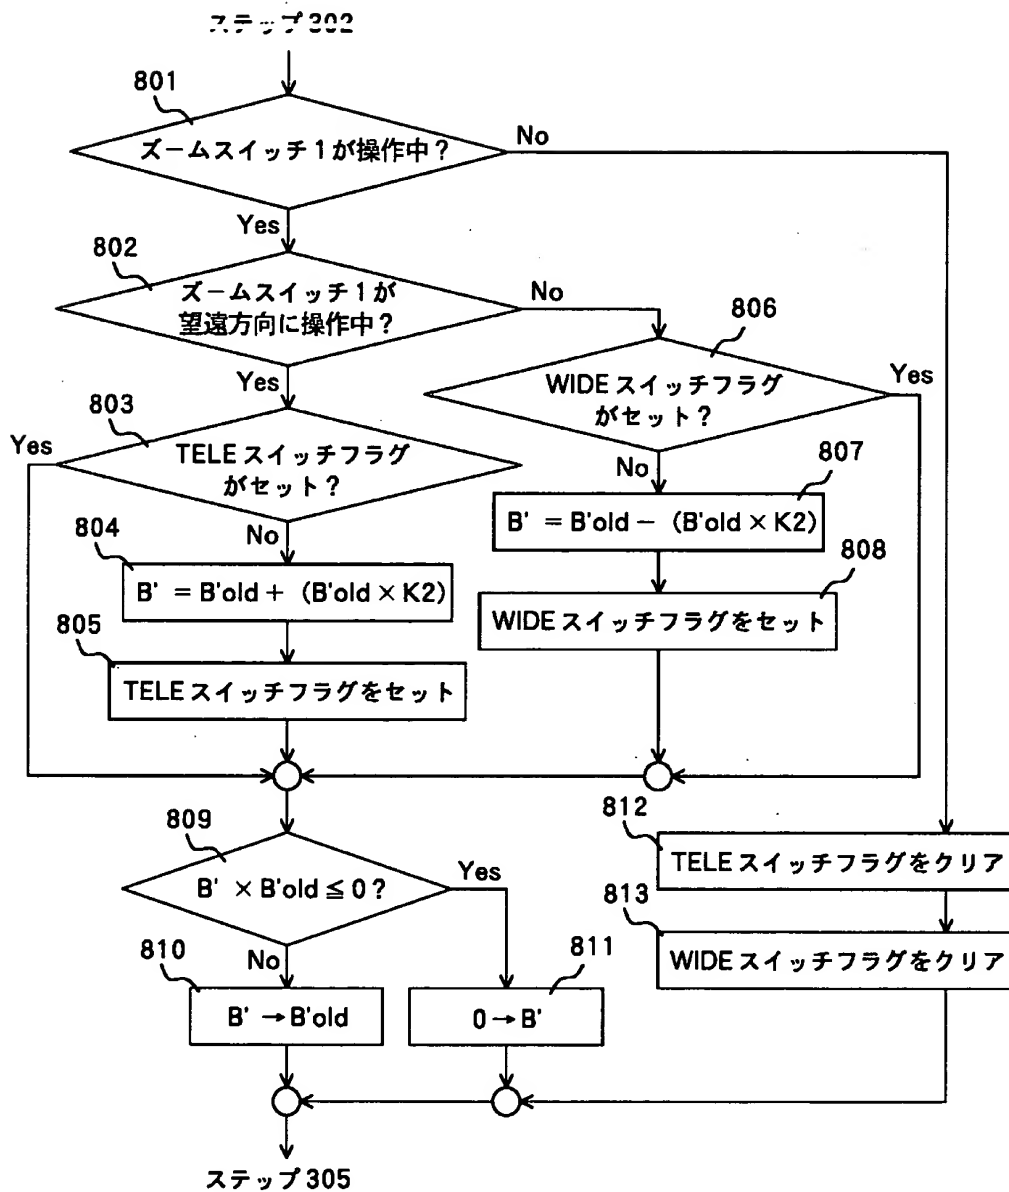 ステップ302
801
ズームスイッチ1が操作中?
No
Yes
802
ズームスイッチ1が
望遠方向に操作中?
No
Yes
806
WIDEスイッチフラグ
がセット?
Yes
No
803
TELEスイッチフラグ
がセット?
Yes
No
807
B' = B'old − (B'old × K2)
804
B' = B'old + (B'old × K2)
808
WIDEスイッチフラグをセット
805
TELEスイッチフラグをセット
809
B' × B'old ≦ 0?
Yes
No
812
TELEスイッチフラグをクリア
813
WIDEスイッチフラグをクリア
810
B' → B'old
811
0 → B'
ステップ305